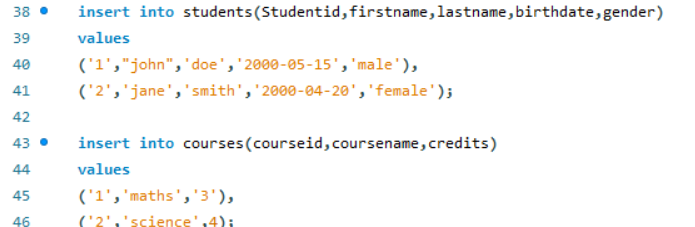 38 insert into students(Studentid,firstname,lastname,birthdate,gender)
39 values
40 ('1',"john",'doe','2000-05-15','male'),
41 ('2','jane','smith','2000-04-20','female');
42
43 insert into courses(courseid,coursename,credits)
44 values
45 ('1','maths','3'),
46 ('2','science',4);